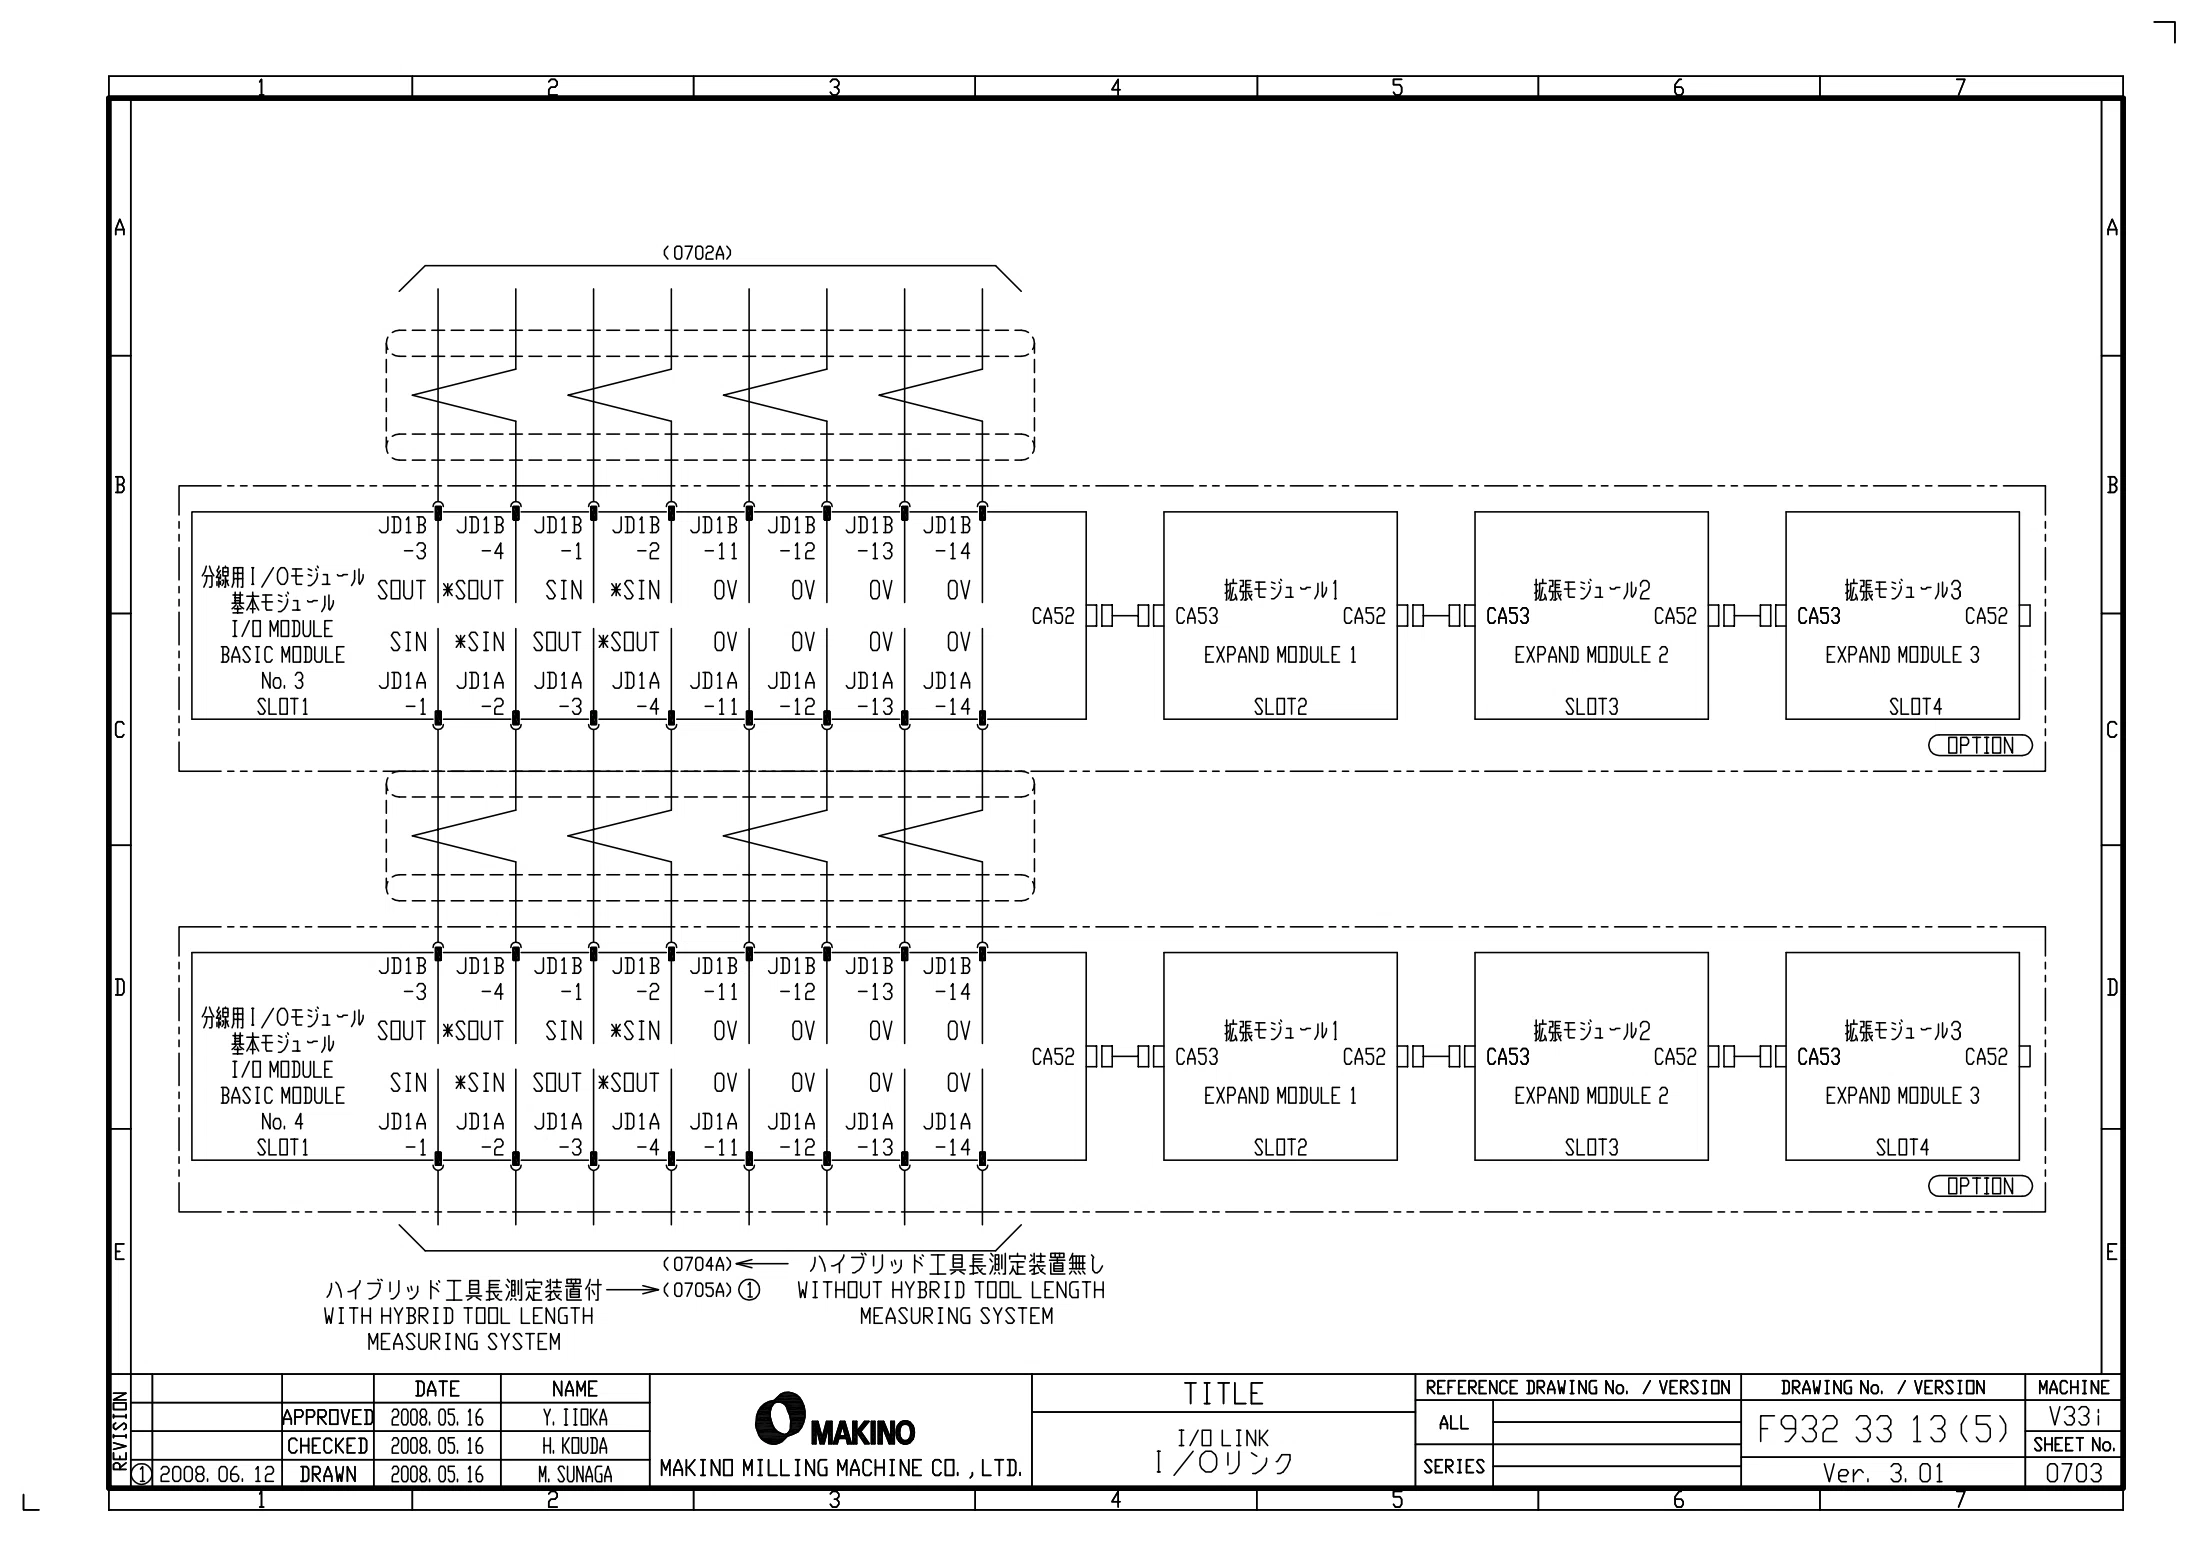 1 2 3 4 5 6 7
A A
(0702A)
B B
JD1B JD1B JD1B JD1B JD1B JD1B JD1B JD1B
-3 -4 -1 -2 -11 -12 -13 -14
分線用I/Oモジュール SOUT *SOUT SIN *SIN 0V 0V 0V 0V 拡張モジュール1 拡張モジュール2 拡張モジュール3
基本モジュール CA52 CA53 CA52 CA53 CA52 CA53 CA52
I/O MODULE SIN *SIN SOUT *SOUT 0V 0V 0V 0V
BASIC MODULE EXPAND MODULE 1 EXPAND MODULE 2 EXPAND MODULE 3
No. 3 JD1A JD1A JD1A JD1A JD1A JD1A JD1A JD1A
SLOT1 -1 -2 -3 -4 -11 -12 -13 -14 SLOT2 SLOT3 SLOT4
C C
OPTION
D D
JD1B JD1B JD1B JD1B JD1B JD1B JD1B JD1B
-3 -4 -1 -2 -11 -12 -13 -14
分線用I/Oモジュール SOUT *SOUT SIN *SIN 0V 0V 0V 0V 拡張モジュール1 拡張モジュール2 拡張モジュール3
基本モジュール CA52 CA53 CA52 CA53 CA52 CA53 CA52
I/O MODULE SIN *SIN SOUT *SOUT 0V 0V 0V 0V
BASIC MODULE EXPAND MODULE 1 EXPAND MODULE 2 EXPAND MODULE 3
No. 4 JD1A JD1A JD1A JD1A JD1A JD1A JD1A JD1A
SLOT1 -1 -2 -3 -4 -11 -12 -13 -14 SLOT2 SLOT3 SLOT4
OPTION
E E
(0704A) ハイブリッド工具長測定装置無し
ハイブリッド工具長測定装置付 (0705A) ① WITHOUT HYBRID TOOL LENGTH
WITH HYBRID TOOL LENGTH MEASURING SYSTEM
MEASURING SYSTEM
REVISION
DATE NAME
APPROVED 2008.05.16 Y. IIOKA
CHECKED 2008.05.16 H. KOUDA
① 2008.06.12 DRAWN 2008.05.16 M. SUNAGA
MAKINO
MAKINO MILLING MACHINE CO.,LTD.
TITLE
I/O LINK
I/Oリンク
REFERENCE DRAWING No. / VERSION
ALL
SERIES
DRAWING No. / VERSION
F932 33 13(5)
Ver. 3.01
MACHINE
V33i
SHEET No.
0703
1 2 3 4 5 6 7